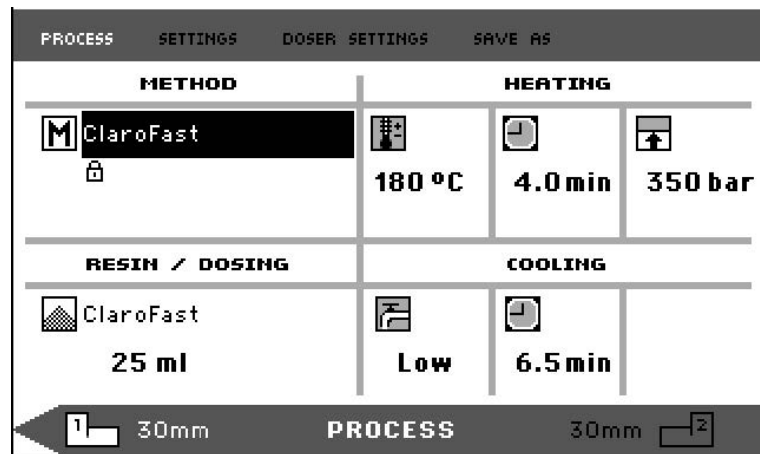 PROCESS SETTINGS DOSER SETTINGS SAVE AS
METHOD HEATING
M ClaroFast
180 ºC 4.0 min 350 bar
RESIN / DOSING COOLING
ClaroFast
25 ml Low 6.5 min
1 30mm PROCESS 30mm 2